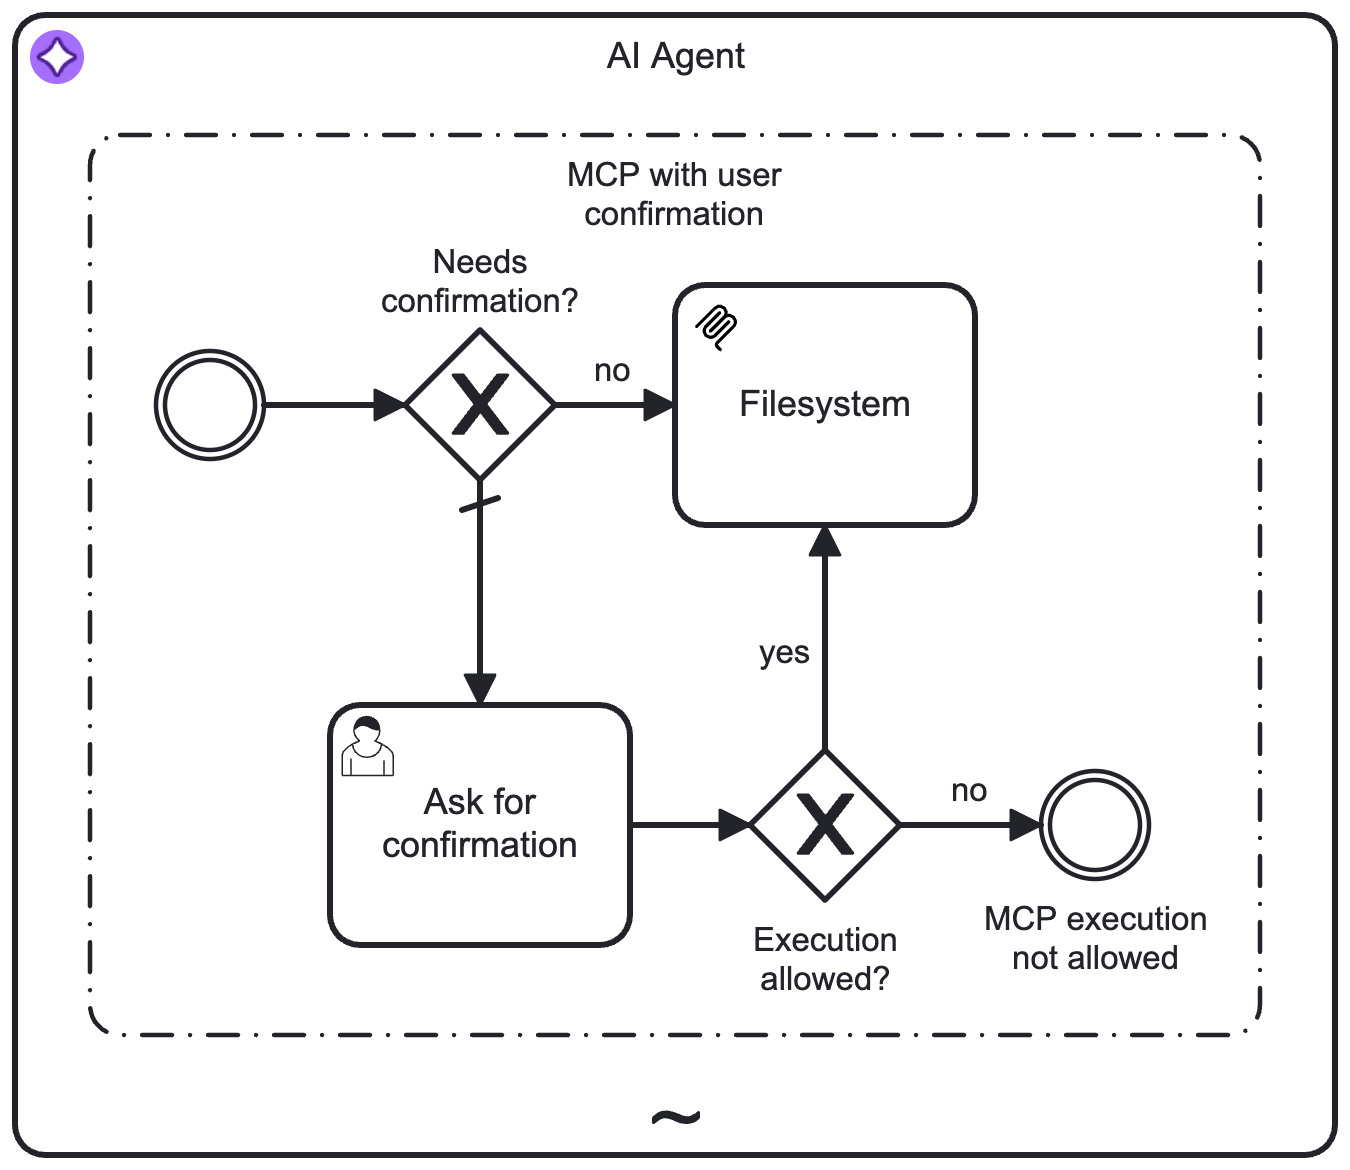 AI Agent
MCP with user
confirmation
Needs
confirmation?
no
Filesystem
yes
Ask for
confirmation
no
Execution
allowed?
MCP execution
not allowed